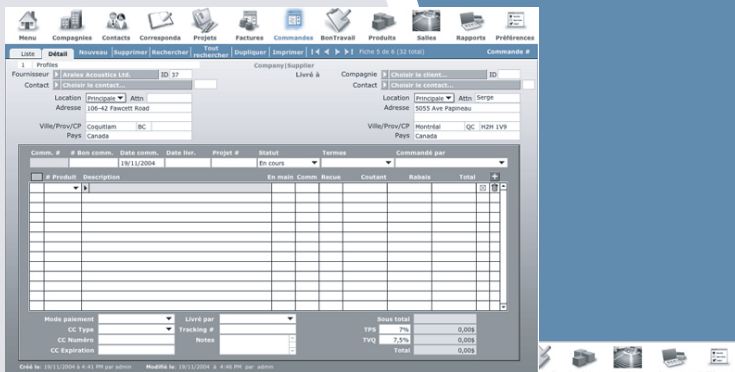 Menu Compagnies Contacts Corresponda Projets Factures Commandes BonTravail Produits Salles Rapports Préférences
Liste Détail Nouveau Supprimer Rechercher Tout rechercher Dupliquer Imprimer Fiche 5 de 6 (32 total) Commande #
1 Profiles Company|Supplier
Fournisseur Aralex Acoustics Ltd. ID 37 Livré à Compagnie Choisir le client... ID
Contact Choisir le contact... Contact Choisir le contact...
Location Principale Attn Location Principale Attn Serge
Adresse 106-42 Fawcett Road Adresse 5055 Ave Papineau
Ville/Prov/CP Coquitlam BC Ville/Prov/CP Montréal QC H2H 1V9
Pays Canada Pays Canada
Comm. # # Bon comm. Date comm. Date livr. Projet # Statut Termes Commandé par
19/11/2004 En cours
# Produit Description En main Comm Recue Coutant Rabais Total
Mode paiement Livré par Sous total
CC Type Tracking # TPS 7% 0,00$
CC Numéro Notes TVQ 7,5% 0,00$
CC Expiration Total 0,00$
Créé le: 19/11/2004 à 4:41 PM par admin Modifié le: 19/11/2004 à 4:46 PM par admin